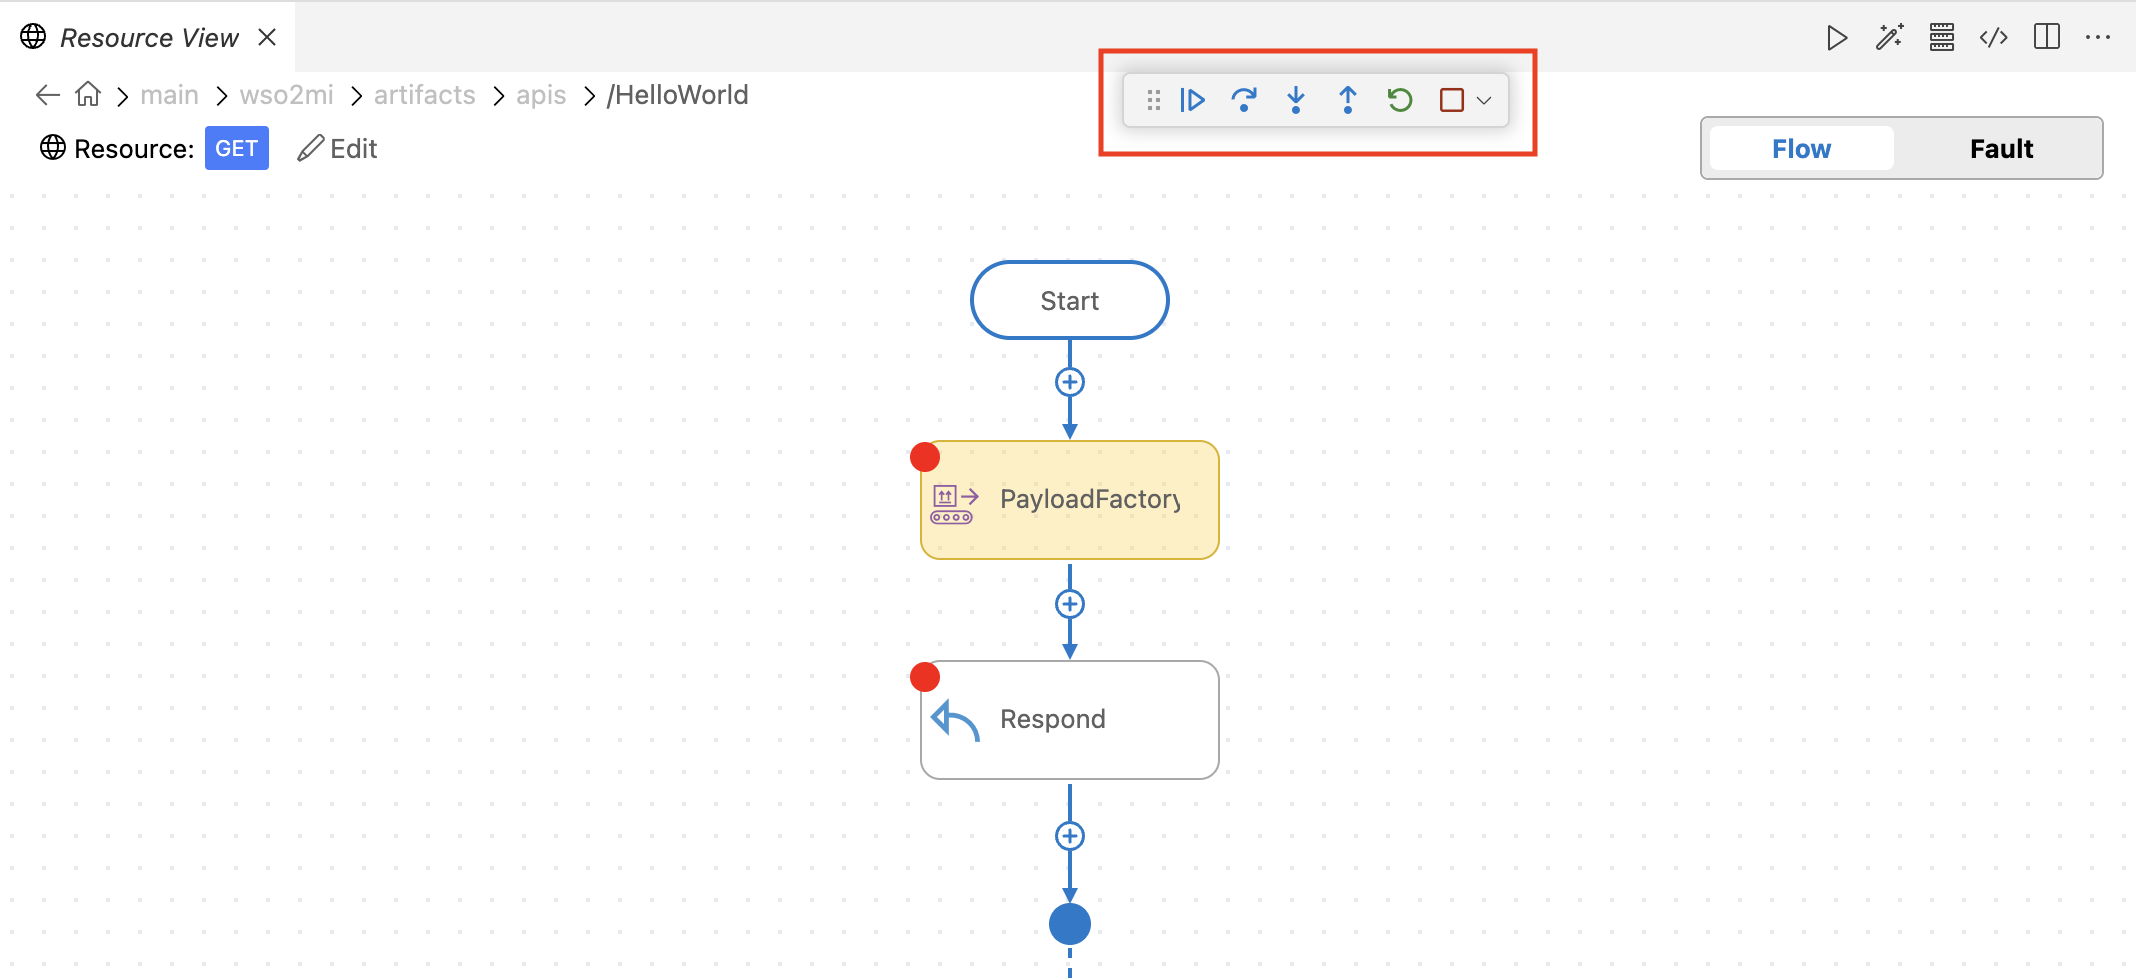 Resource View
main wso2mi artifacts apis /HelloWorld
Resource: GET Edit
Flow Fault
Start
PayloadFactory
Respond